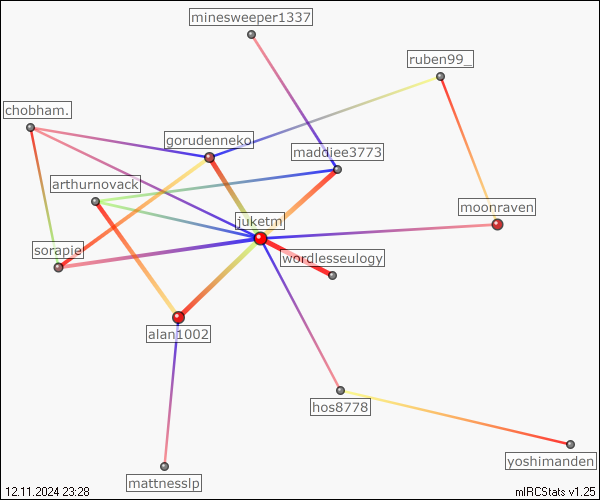 minesweeper1337
ruben99_
chobham.
gorudenneko
maddjee3773
arthurnovack
moonraven
juketm
sorapie
wordlesseulogy
alan1002
hos8778
yoshimanden
mattnesslp
12.11.2024 23:28
mIRCStats v1.25